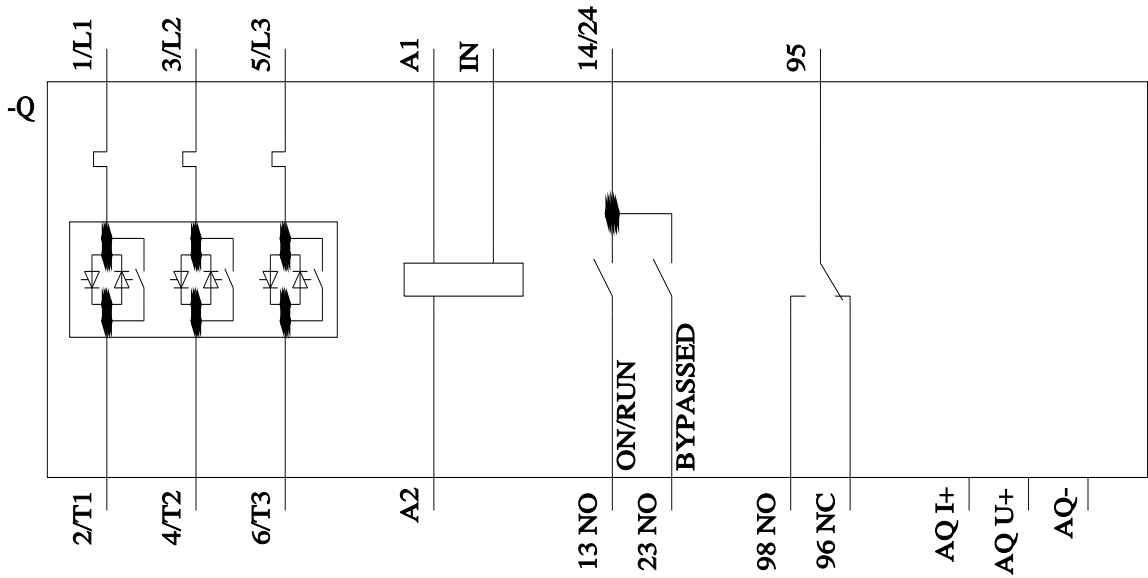 1/L1
3/L2
5/L3
A1
IN
14/24
95
-Q
ON/RUN
BYPASSED
2/T1
4/T2
6/T3
A2
13 NO
23 NO
98 NO
96 NC
AQ I+
AQ U+
AQ-